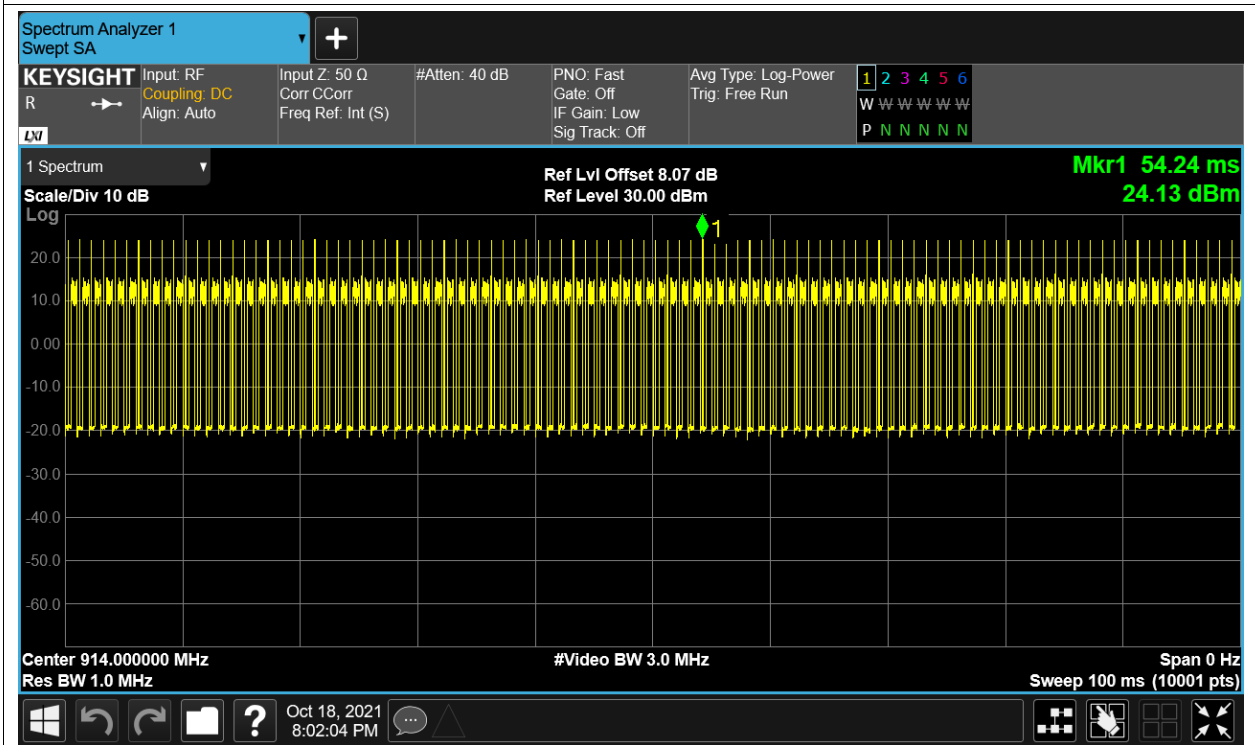 Spectrum Analyzer 1
Swept SA
KEYSIGHT
R
LXI
Input: RF
Coupling: DC
Align: Auto
Input Z: 50 Ω
Corr CCorr
Freq Ref: Int (S)
#Atten: 40 dB
PNO: Fast
Gate: Off
IF Gain: Low
Sig Track: Off
Avg Type: Log-Power
Trig: Free Run
1 2 3 4 5 6
W W W W W W
P N N N N N
1 Spectrum
Scale/Div 10 dB
Log
Ref Lvl Offset 8.07 dB
Ref Level 30.00 dBm
Mkr1 54.24 ms
24.13 dBm
1
20.0
10.0
0.00
-10.0
-20.0
-30.0
-40.0
-50.0
-60.0
Center 914.000000 MHz
Res BW 1.0 MHz
#Video BW 3.0 MHz
Span 0 Hz
Sweep 100 ms (10001 pts)
?
Oct 18, 2021
8:02:04 PM